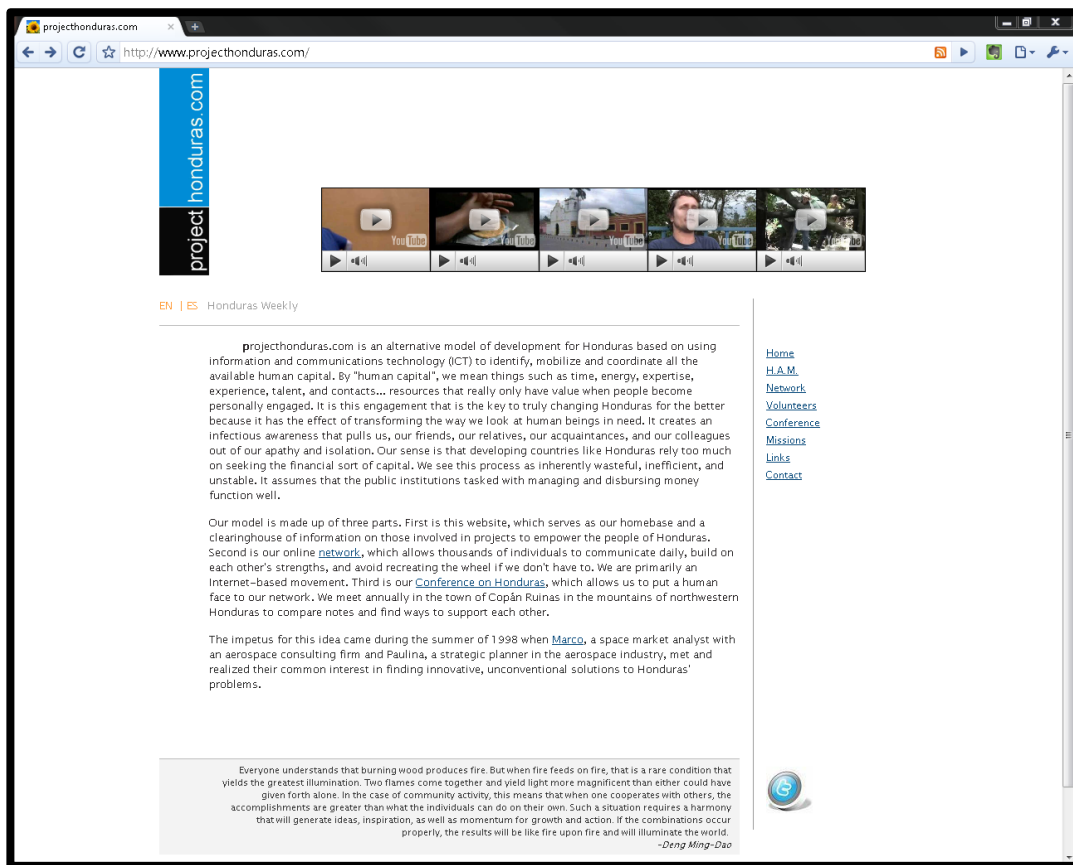 projecthonduras.com
http://www.projecthonduras.com/
project honduras.com
You Tube
You Tube
You Tube
You Tube
You Tube
EN | ES Honduras Weekly
projecthonduras.com is an alternative model of development for Honduras based on using
information and communications technology (ICT) to identify, mobilize and coordinate all the
available human capital. By "human capital", we mean things such as time, energy, expertise,
experience, talent, and contacts... resources that really only have value when people become
personally engaged. It is this engagement that is the key to truly changing Honduras for the better
because it has the effect of transforming the way we look at human beings in need. It creates an
infectious awareness that pulls us, our friends, our relatives, our acquaintances, and our colleagues
out of our apathy and isolation. Our sense is that developing countries like Honduras rely too much
on seeking the financial sort of capital. We see this process as inherently wasteful, inefficient, and
unstable. It assumes that the public institutions tasked with managing and disbursing money
function well.
Our model is made up of three parts. First is this website, which serves as our homebase and a
clearinghouse of information on those involved in projects to empower the people of Honduras.
Second is our online network, which allows thousands of individuals to communicate daily, build on
each other's strengths, and avoid recreating the wheel if we don't have to. We are primarily an
Internet-based movement. Third is our Conference on Honduras, which allows us to put a human
face to our network. We meet annually in the town of Copán Ruinas in the mountains of northwestern
Honduras to compare notes and find ways to support each other.
The impetus for this idea came during the summer of 1998 when Marco, a space market analyst with
an aerospace consulting firm and Paulina, a strategic planner in the aerospace industry, met and
realized their common interest in finding innovative, unconventional solutions to Honduras'
problems.
Home
H.A.M.
Network
Volunteers
Conference
Missions
Links
Contact
Everyone understands that burning wood produces fire. But when fire feeds on fire, that is a rare condition that
yields the greatest illumination. Two flames come together and yield light more magnificent than either could have
given forth alone. In the case of community activity, this means that when one cooperates with others, the
accomplishments are greater than what the individuals can do on their own. Such a situation requires a harmony
that will generate ideas, inspiration, as well as momentum for growth and action. If the combinations occur
properly, the results will be like fire upon fire and will illuminate the world.
-Deng Ming-Dao